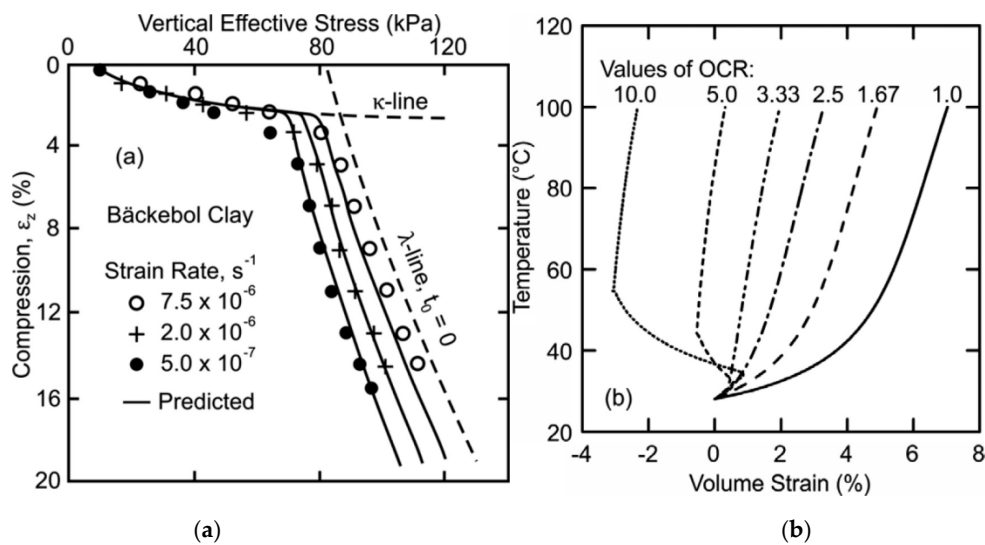 Vertical Effective Stress (kPa)
0 40 80 120
0
4
8
12
16
20
Compression, εz (%)
κ-line
(a)
Bäckebol Clay
Strain Rate, s-1
7.5 x 10-6
2.0 x 10-6
5.0 x 10-7
Predicted
λ-line, t0 = 0
(a)
120
100
80
60
40
20
Temperature (°C)
Values of OCR:
10.0 5.0 3.33 2.5 1.67 1.0
(b)
-4 -2 0 2 4 6 8
Volume Strain (%)
(b)